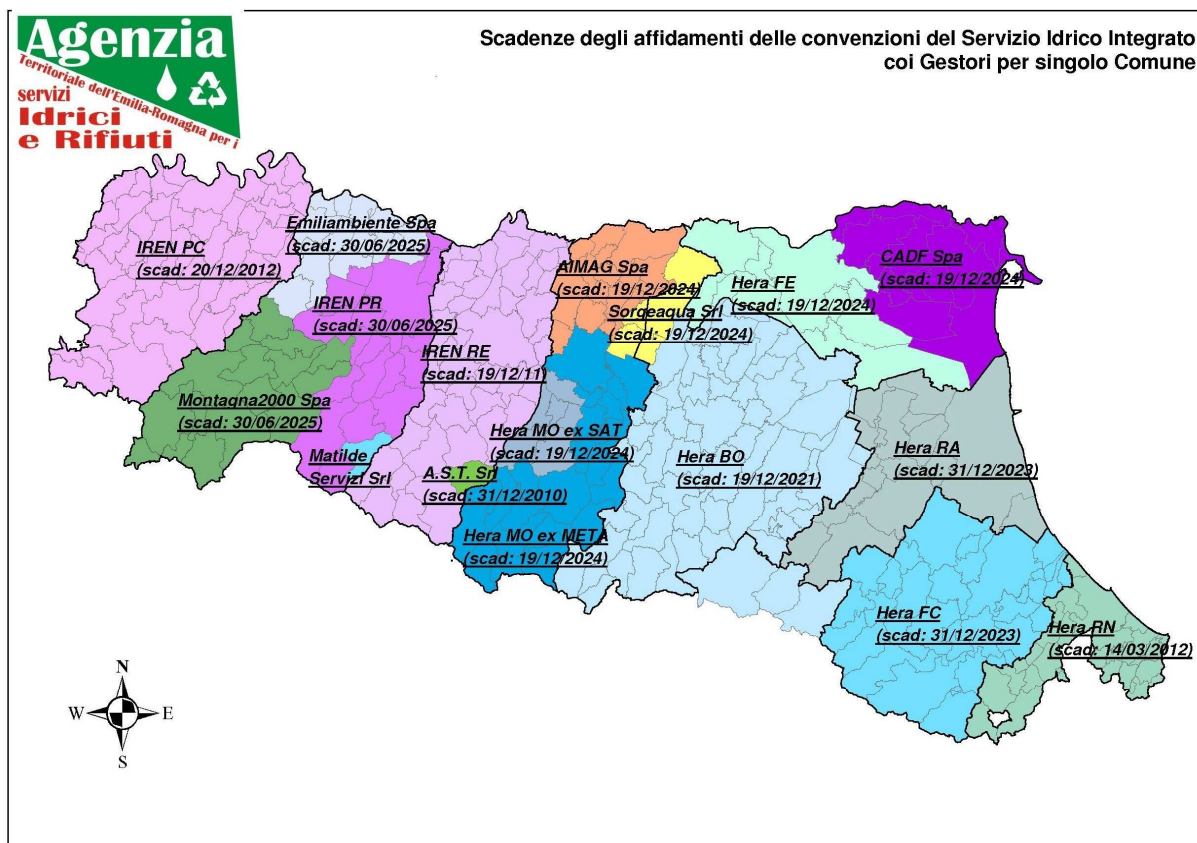 Agenzia
Territoriale dell'Emilia-Romagna per i
servizi
Idrici
e Rifiuti
Scadenze degli affidamenti delle convenzioni del Servizio Idrico Integrato
coi Gestori per singolo Comune
Emiliambiente Spa
(scad: 30/06/2025)
IREN PC
(scad: 20/12/2012)
CADF Spa
(scad: 19/12/2024)
AIMAG Spa
(scad: 19/12/2024)
Hera FE
(scad: 19/12/2024)
IREN PR
(scad: 30/06/2025)
Sorgeaqua Srl
(scad: 19/12/2024)
IREN RE
(scad: 19/12/11)
Montagna2000 Spa
(scad: 30/06/2025)
Hera MO ex SAT
(scad: 19/12/2024)
Hera RA
(scad: 31/12/2023)
Matilde
Servizi Srl
Hera BO
(scad: 19/12/2021)
A.S.T. Srl
(scad: 31/12/2010)
Hera MO ex META
(scad: 19/12/2024)
Hera FC
(scad: 31/12/2023)
Hera RN
(scad: 14/03/2012)
N
W
E
S